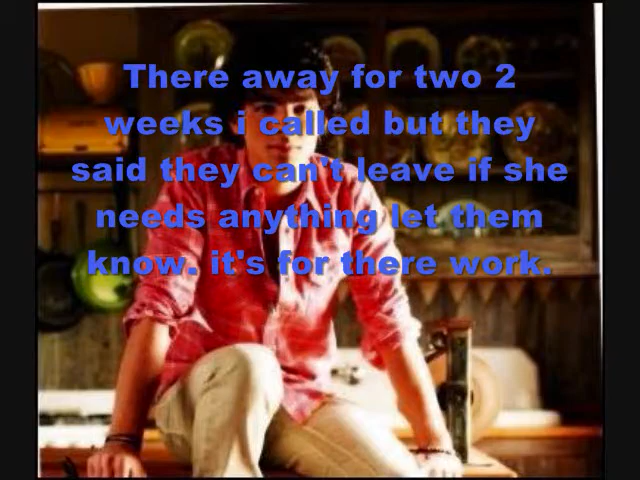 There away for two 2
weeks i called but they
said they can't leave if she
needs anything let them
know. it's for there work.